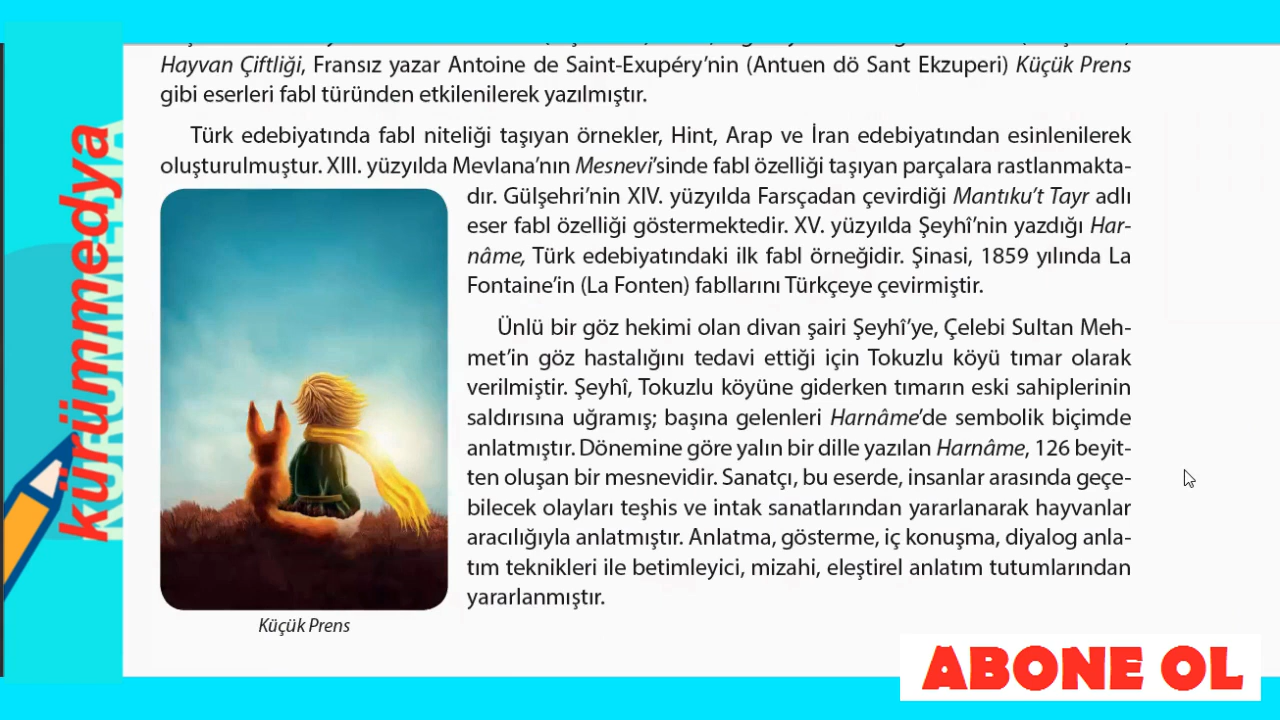 Hayvan Çiftliği, Fransız yazar Antoine de Saint-Exupéry’nin (Antuen dö Sant Ekzuperi) Küçük Prens
gibi eserleri fabl türünden etkilenilerek yazılmıştır.
Türk edebiyatında fabl niteliği taşıyan örnekler, Hint, Arap ve İran edebiyatından esinlenilerek
oluşturulmuştur. XIII. yüzyılda Mevlana’nın Mesnevi’sinde fabl özelliği taşıyan parçalara rastlanmakta-
dır. Gülşehri’nin XIV. yüzyılda Farsçadan çevirdiği Mantıku’t Tayr adlı
eser fabl özelliği göstermektedir. XV. yüzyılda Şeyhî’nin yazdığı Har-
nâme, Türk edebiyatındaki ilk fabl örneğidir. Şinasi, 1859 yılında La
Fontaine’in (La Fonten) fabllarını Türkçeye çevirmiştir.
Ünlü bir göz hekimi olan divan şairi Şeyhî’ye, Çelebi Sultan Meh-
met’in göz hastalığını tedavi ettiği için Tokuzlu köyü tımar olarak
verilmiştir. Şeyhî, Tokuzlu köyüne giderken tımarın eski sahiplerinin
saldırısına uğramış; başına gelenleri Harnâme’de sembolik biçimde
anlatmıştır. Dönemine göre yalın bir dille yazılan Harnâme, 126 beyit-
ten oluşan bir mesnevidir. Sanatçı, bu eserde, insanlar arasında geçe-
bilecek olayları teşhis ve intak sanatlarından yararlanarak hayvanlar
aracılığıyla anlatmıştır. Anlatma, gösterme, iç konuşma, diyalog anla-
tım teknikleri ile betimleyici, mizahi, eleştirel anlatım tutumlarından
yararlanmıştır.
Küçük Prens
kürümmedya
ABONE OL